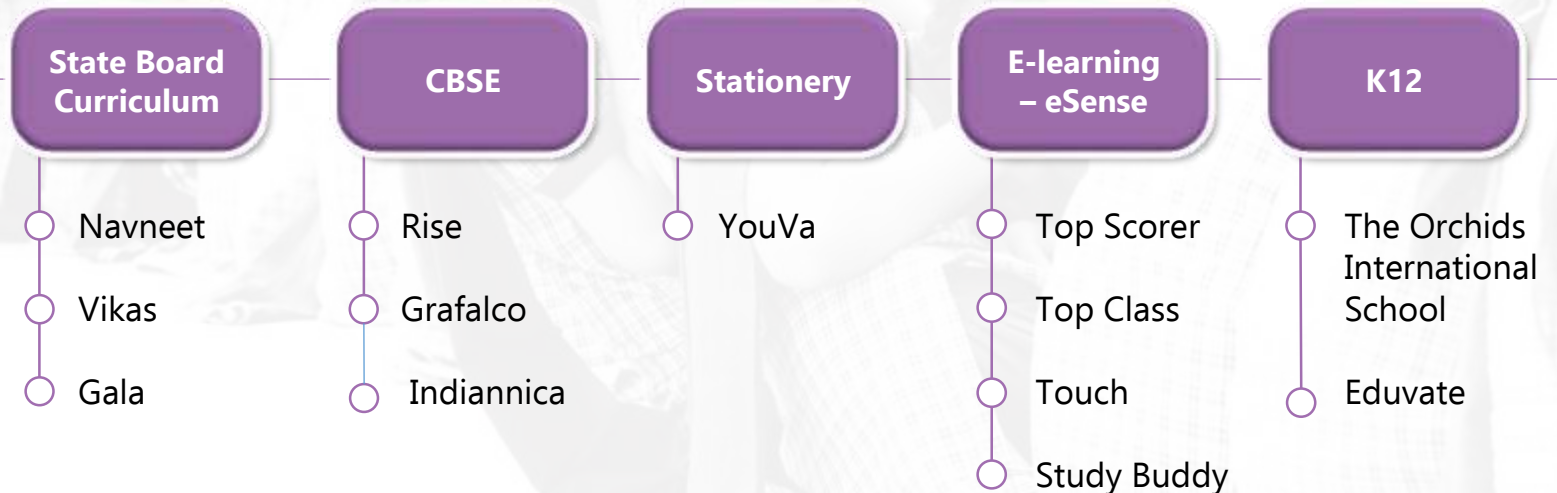 State Board
Curriculum
CBSE
Stationery
E-learning
– eSense
K12
Navneet
Vikas
Gala
Rise
Grafalco
Indiannica
YouVa
Top Scorer
Top Class
Touch
Study Buddy
The Orchids
International
School
Eduvate